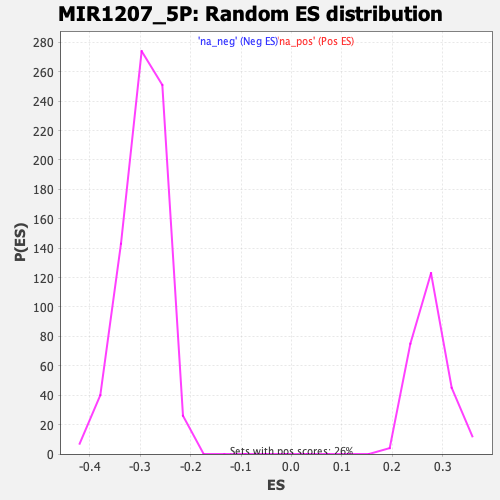 MIR1207_5P: Random ES distribution
'na_neg' (Neg ES) 'na_pos' (Pos ES)
280
260
240
220
200
180
160
140
120
100
80
60
40
20
0
P(ES)
Sets with pos scores: 26%
-0.4 -0.3 -0.2 -0.1 0.0 0.1 0.2 0.3
ES